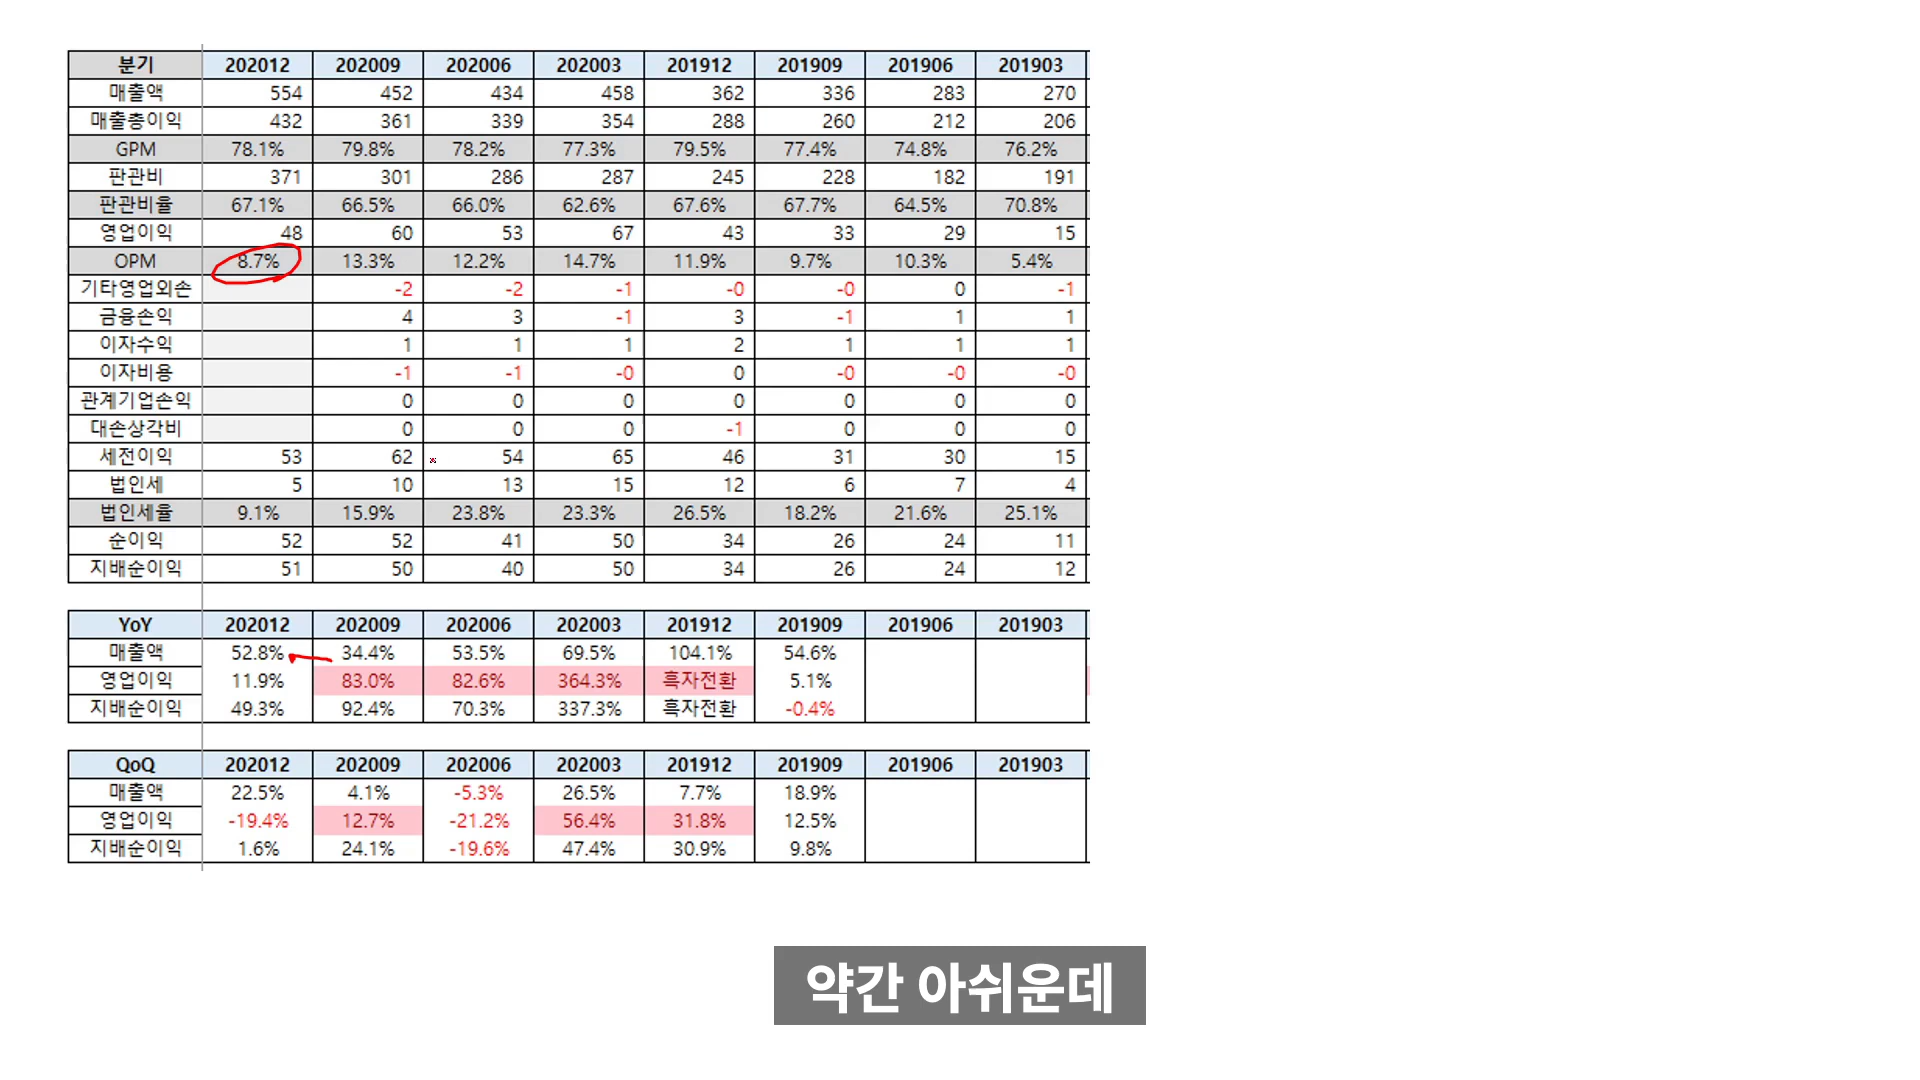 분기 202012 202009 202006 202003 201912 201909 201906 201903
매출액 554 452 434 458 362 336 283 270
매출총이익 432 361 339 354 288 260 212 206
GPM 78.1% 79.8% 78.2% 77.3% 79.5% 77.4% 74.8% 76.2%
판관비 371 301 286 287 245 228 182 191
판관비율 67.1% 66.5% 66.0% 62.6% 67.6% 67.7% 64.5% 70.8%
영업이익 48 60 53 67 43 33 29 15
OPM 8.7% 13.3% 12.2% 14.7% 11.9% 9.7% 10.3% 5.4%
기타영업외손 -2 -2 -1 -0 -0 0 -1
금융손익 4 3 -1 3 -1 1 1
이자수익 1 1 1 2 1 1 1
이자비용 -1 -1 -0 0 -0 -0 -0
관계기업손익 0 0 0 0 0 0 0
대손상각비 0 0 0 -1 0 0 0
세전이익 53 62 54 65 46 31 30 15
법인세 5 10 13 15 12 6 7 4
법인세율 9.1% 15.9% 23.8% 23.3% 26.5% 18.2% 21.6% 25.1%
순이익 52 52 41 50 34 26 24 11
지배순이익 51 50 40 50 34 26 24 12
YoY 202012 202009 202006 202003 201912 201909 201906 201903
매출액 52.8% 34.4% 53.5% 69.5% 104.1% 54.6%
영업이익 11.9% 83.0% 82.6% 364.3% 흑자전환 5.1%
지배순이익 49.3% 92.4% 70.3% 337.3% 흑자전환 -0.4%
QoQ 202012 202009 202006 202003 201912 201909 201906 201903
매출액 22.5% 4.1% -5.3% 26.5% 7.7% 18.9%
영업이익 -19.4% 12.7% -21.2% 56.4% 31.8% 12.5%
지배순이익 1.6% 24.1% -19.6% 47.4% 30.9% 9.8%
약간 아쉬운데